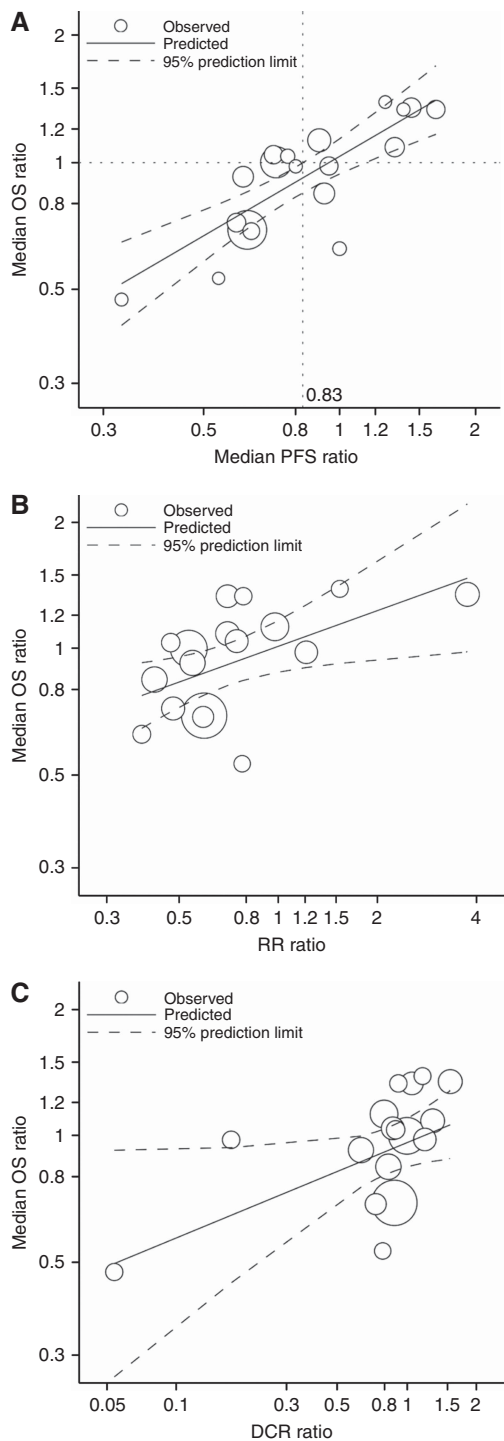 A
Observed
Predicted
95% prediction limit
2
1.5
1.2
1
0.8
0.5
0.3
Median OS ratio
0.83
0.3 0.5 0.8 1 1.2 1.5 2
Median PFS ratio
B
Observed
Predicted
95% prediction limit
2
1.5
1.2
1
0.8
0.5
0.3
Median OS ratio
0.3 0.5 0.8 1 1.2 1.5 2 4
RR ratio
C
Observed
Predicted
95% prediction limit
2
1.5
1.2
1
0.8
0.5
0.3
Median OS ratio
0.05 0.1 0.3 0.5 0.8 1 1.5 2
DCR ratio